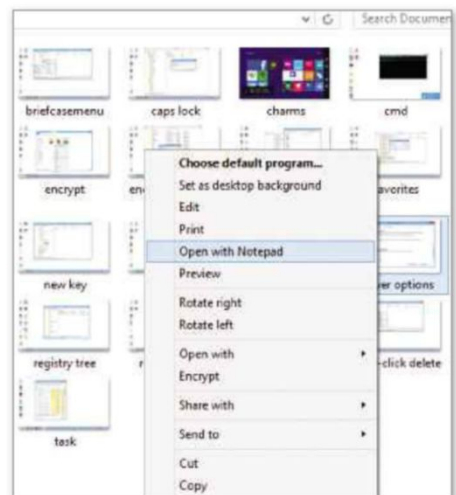 Search Documen
briefcasemenu
caps lock
charms
cmd
encrypt
en
avorites
Choose default program...
Set as desktop background
Edit
Print
Open with Notepad
Preview
Rotate right
Rotate left
Open with
Encrypt
Share with
Send to
Cut
Copy
new key
er options
registry tree
r
-click delete
task